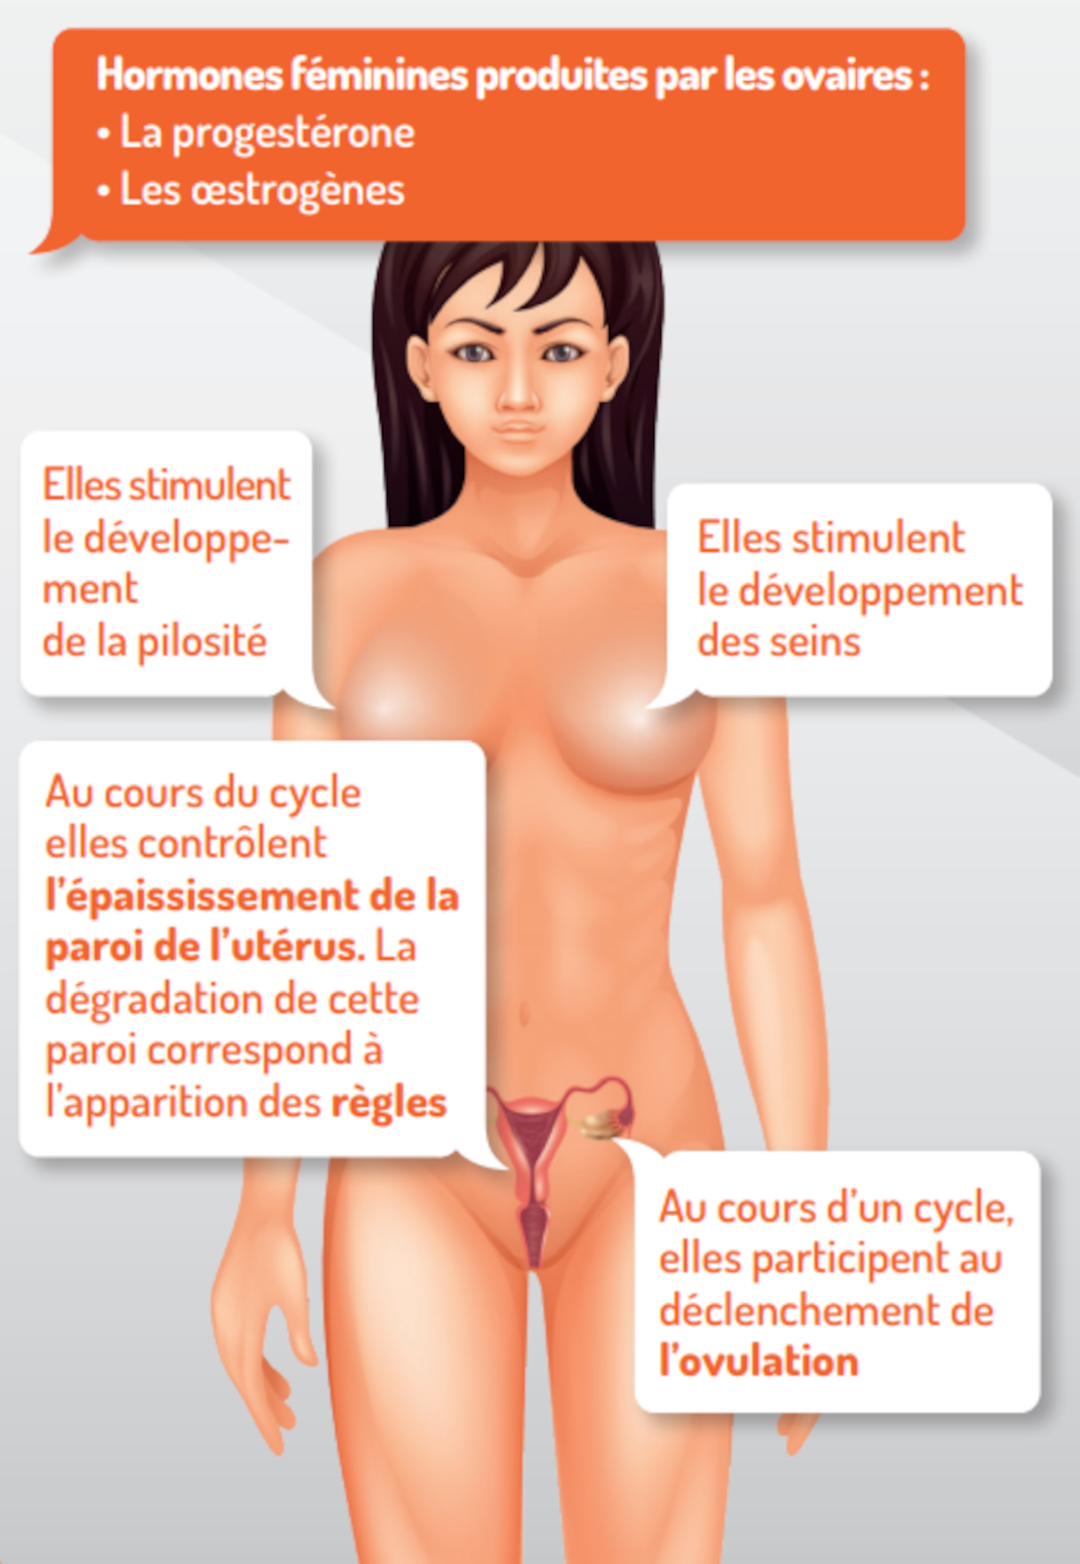 Hormones féminines produites par les ovaires :
• La progestérone
• Les œstrogènes
Elles stimulent
le développe-
ment
de la pilosité
Elles stimulent
le développement
des seins
Au cours du cycle
elles contrôlent
l'épaississement de la
paroi de l'utérus. La
dégradation de cette
paroi correspond à
l'apparition des règles
Au cours d'un cycle,
elles participent au
déclenchement de
l'ovulation